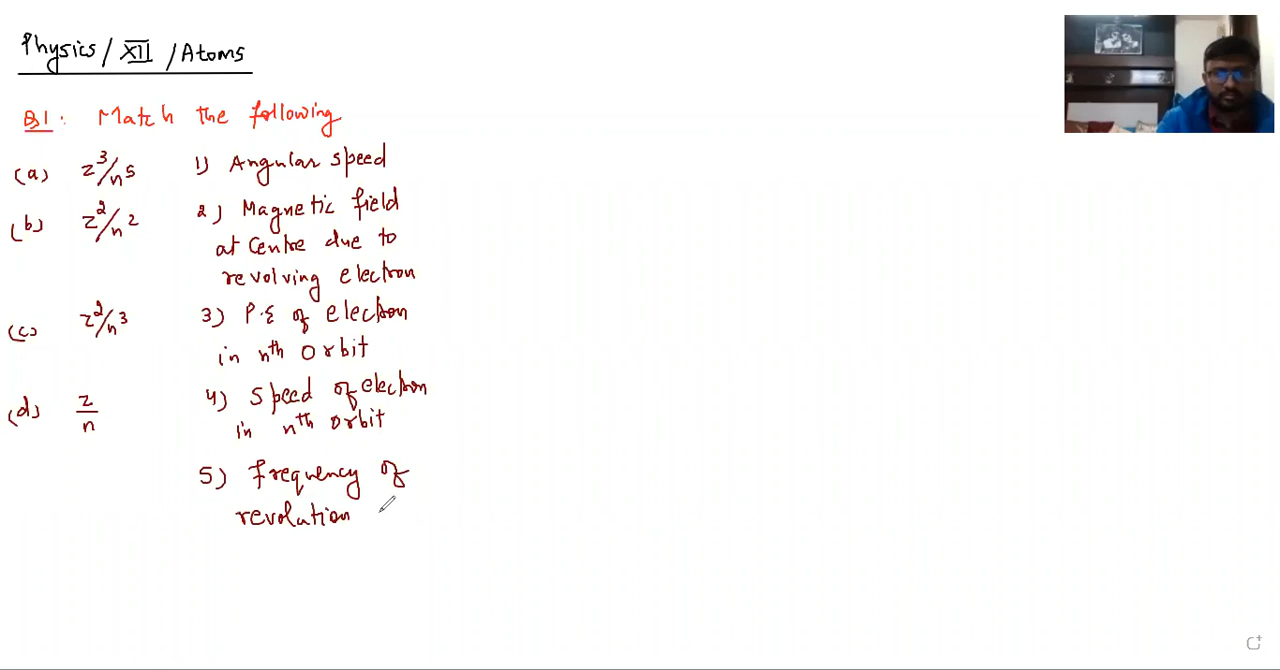 Physics/XII/Atoms
Q1: Match the following
(a) z³/n5 1) Angular speed
(b) z²/n² 2) Magnetic field
at centre due to
revolving electron
(c) z²/n³ 3) P.E of electron
in nth orbit
(d) z/n 4) Speed of electron
in nth orbit
5) frequency of
revolution